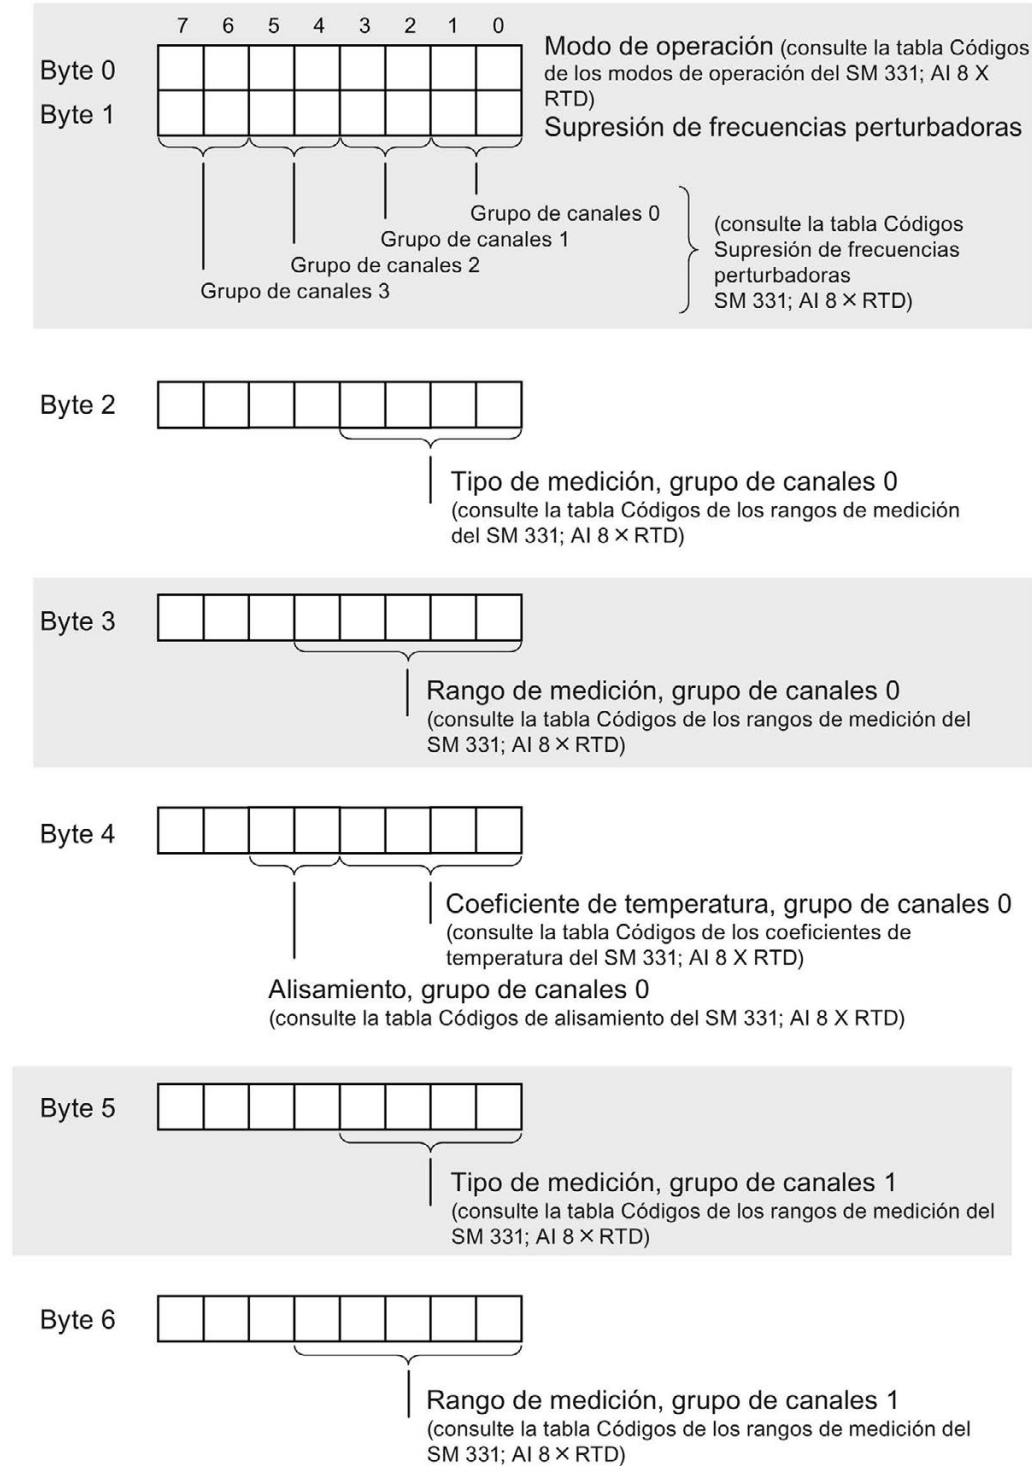 7 6 5 4 3 2 1 0
Byte 0
Modo de operación (consulte la tabla Códigos
de los modos de operación del SM 331; AI 8 X
RTD)
Byte 1
Supresión de frecuencias perturbadoras
Grupo de canales 0
Grupo de canales 1
Grupo de canales 2
Grupo de canales 3
(consulte la tabla Códigos
Supresión de frecuencias
perturbadoras
SM 331; AI 8 × RTD)
Byte 2
Tipo de medición, grupo de canales 0
(consulte la tabla Códigos de los rangos de medición
del SM 331; AI 8 × RTD)
Byte 3
Rango de medición, grupo de canales 0
(consulte la tabla Códigos de los rangos de medición del
SM 331; AI 8 × RTD)
Byte 4
Coeficiente de temperatura, grupo de canales 0
(consulte la tabla Códigos de los coeficientes de
temperatura del SM 331; AI 8 X RTD)
Alisamiento, grupo de canales 0
(consulte la tabla Códigos de alisamiento del SM 331; AI 8 X RTD)
Byte 5
Tipo de medición, grupo de canales 1
(consulte la tabla Códigos de los rangos de medición del
SM 331; AI 8 × RTD)
Byte 6
Rango de medición, grupo de canales 1
(consulte la tabla Códigos de los rangos de medición del
SM 331; AI 8 × RTD)